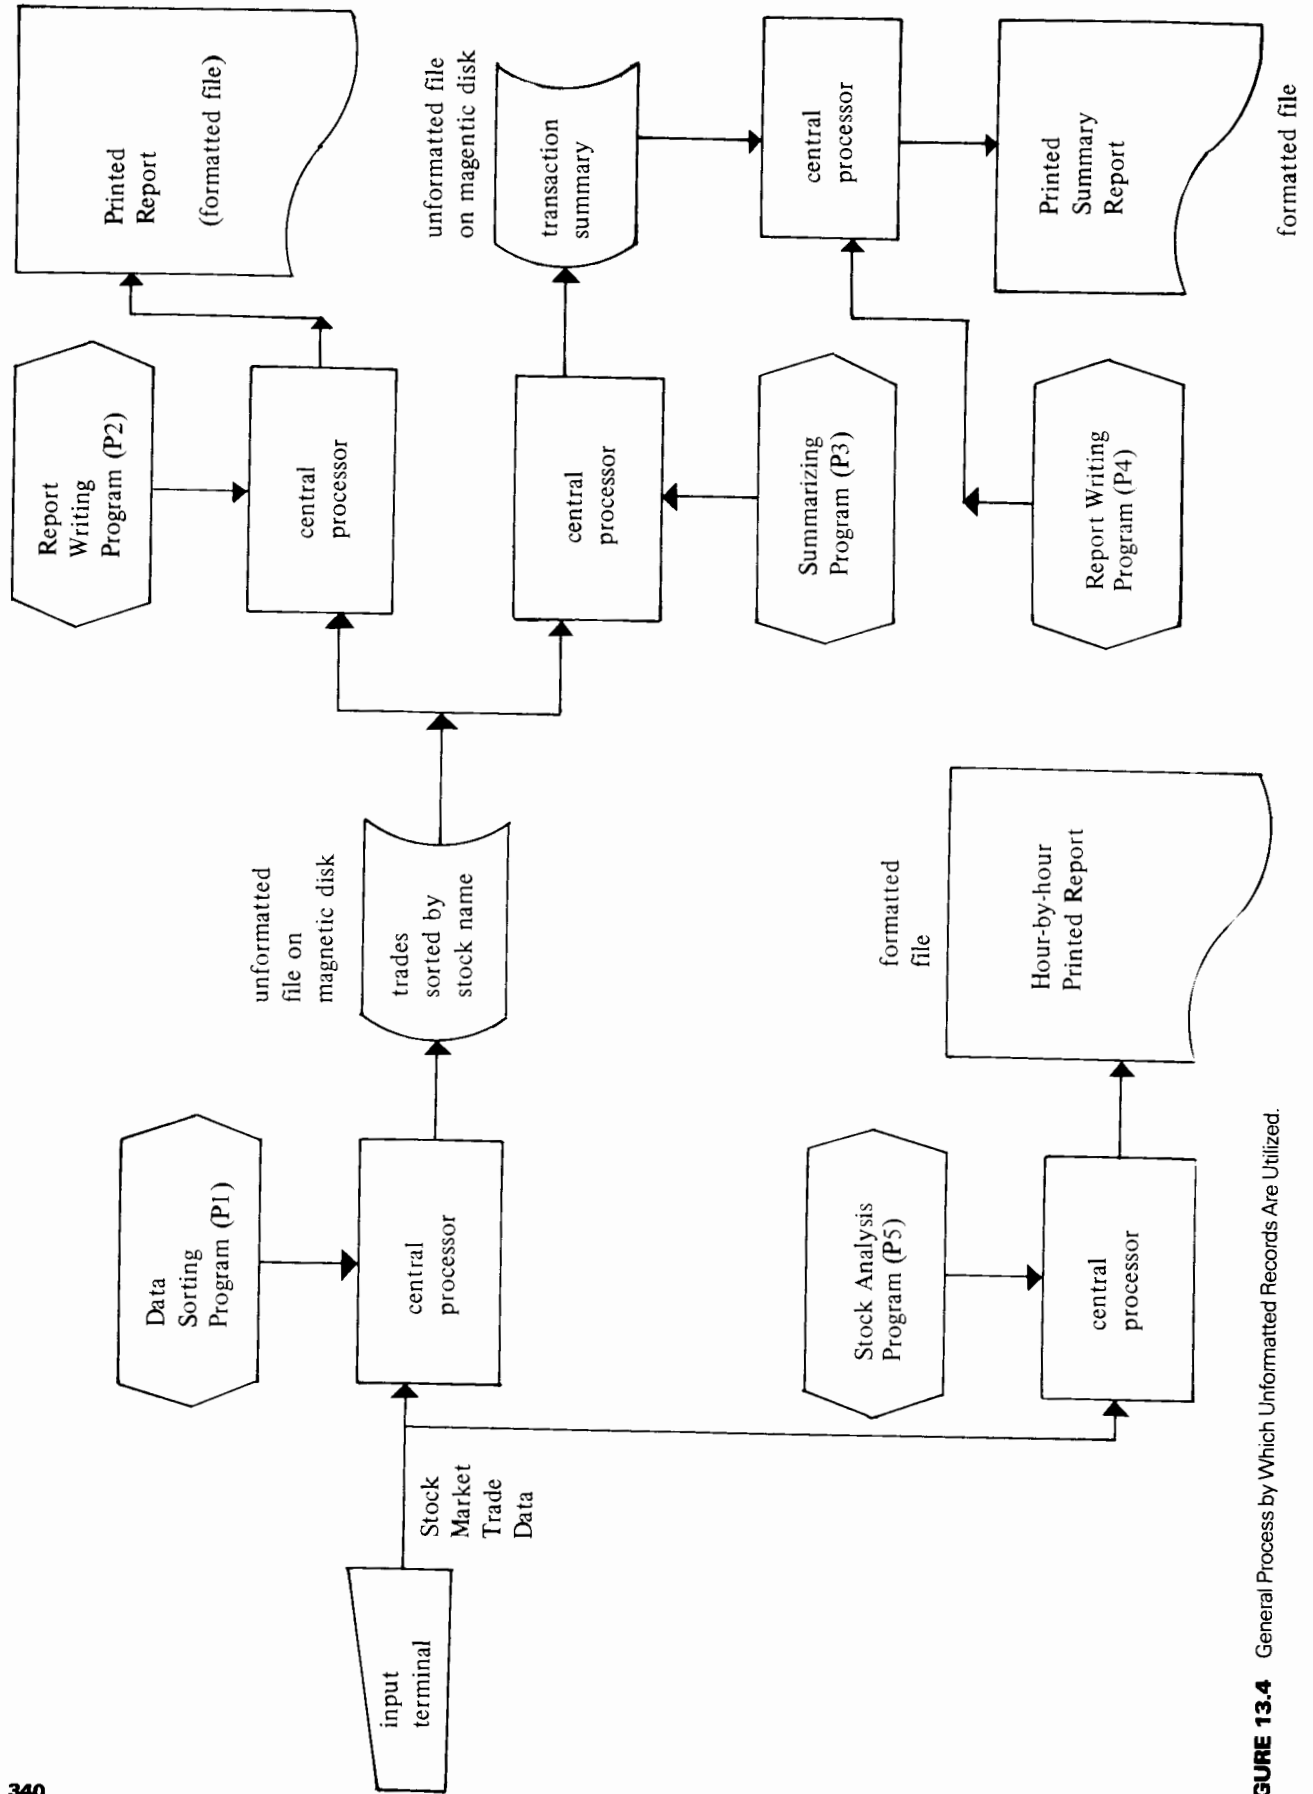 340
input
terminal
Stock
Market
Trade
Data
Data
Sorting
Program (P1)
central
processor
unformatted
file on
magnetic disk
trades
sorted by
stock name
Report
Writing
Program (P2)
central
processor
Printed
Report
(formatted file)
central
processor
Summarizing
Program (P3)
unformatted file
on magentic disk
transaction
summary
central
processor
Report Writing
Program (P4)
Printed
Summary
Report
formatted file
Stock Analysis
Program (P5)
central
processor
formatted
file
Hour-by-hour
Printed Report
GURE 13.4 General Process by Which Unformatted Records Are Utilized.